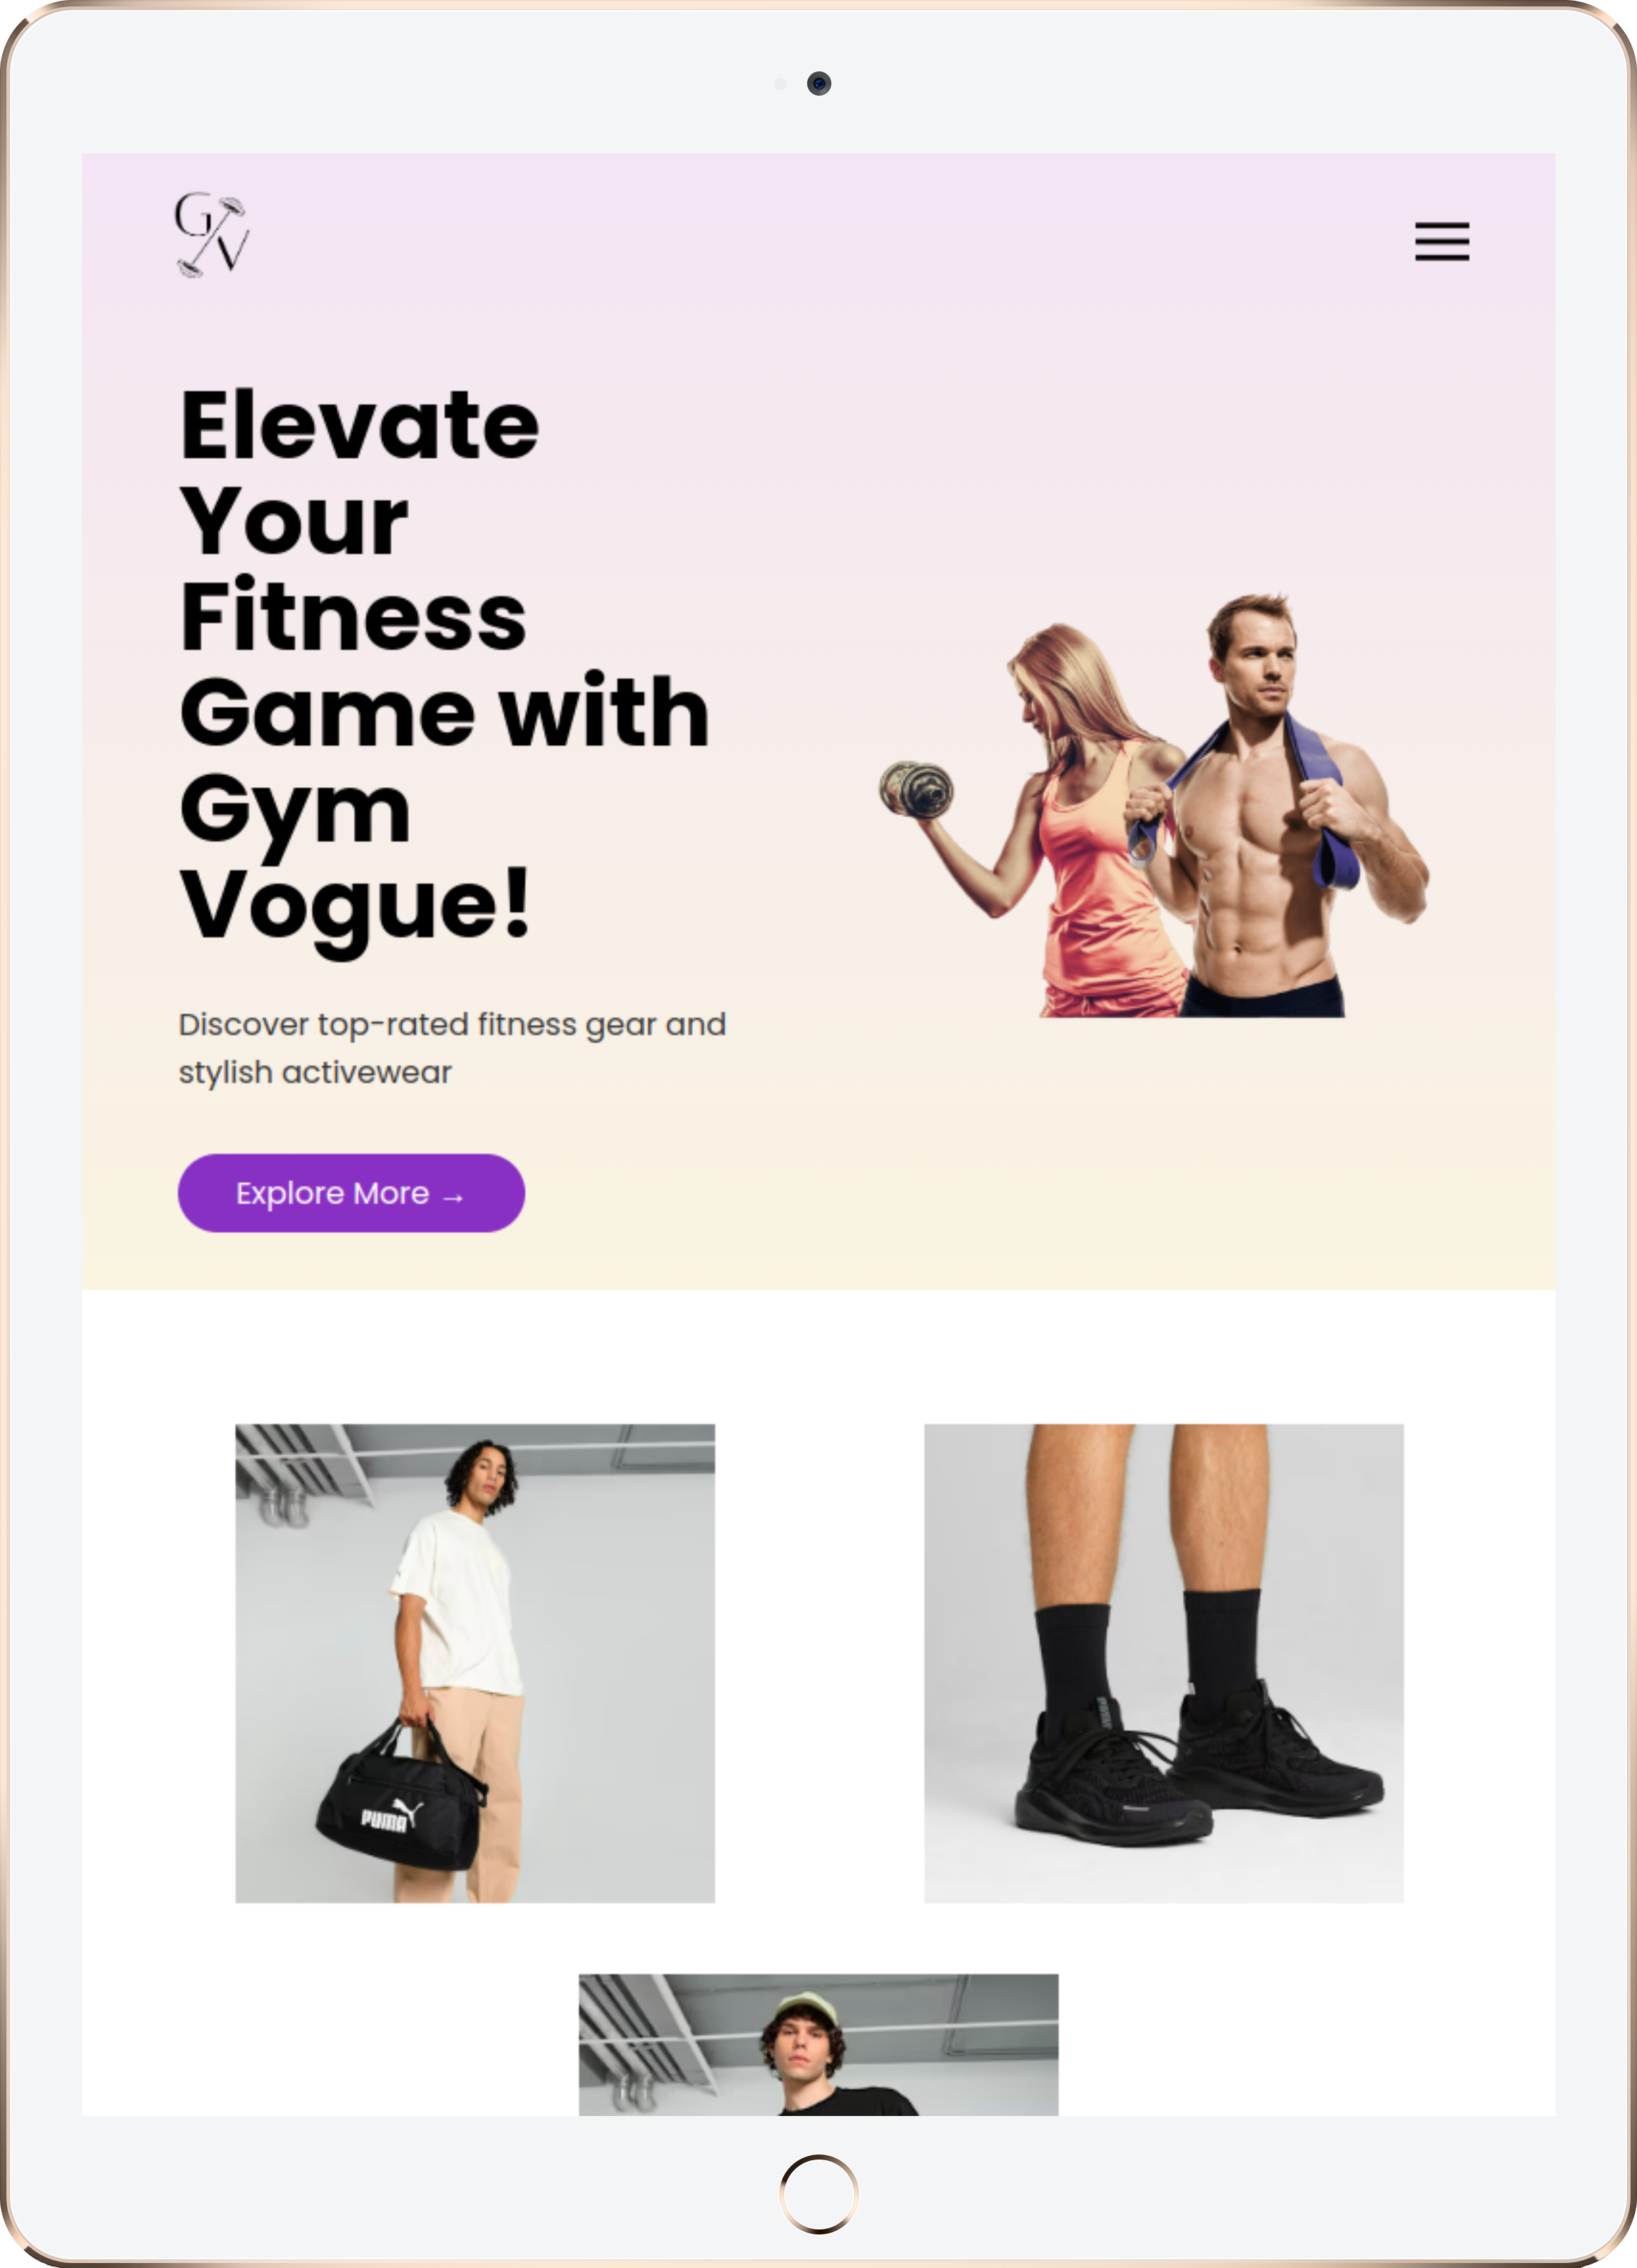 GV
Elevate
Your
Fitness
Game with
Gym
Vogue!
Discover top-rated fitness gear and
stylish activewear
Explore More →
PUMA